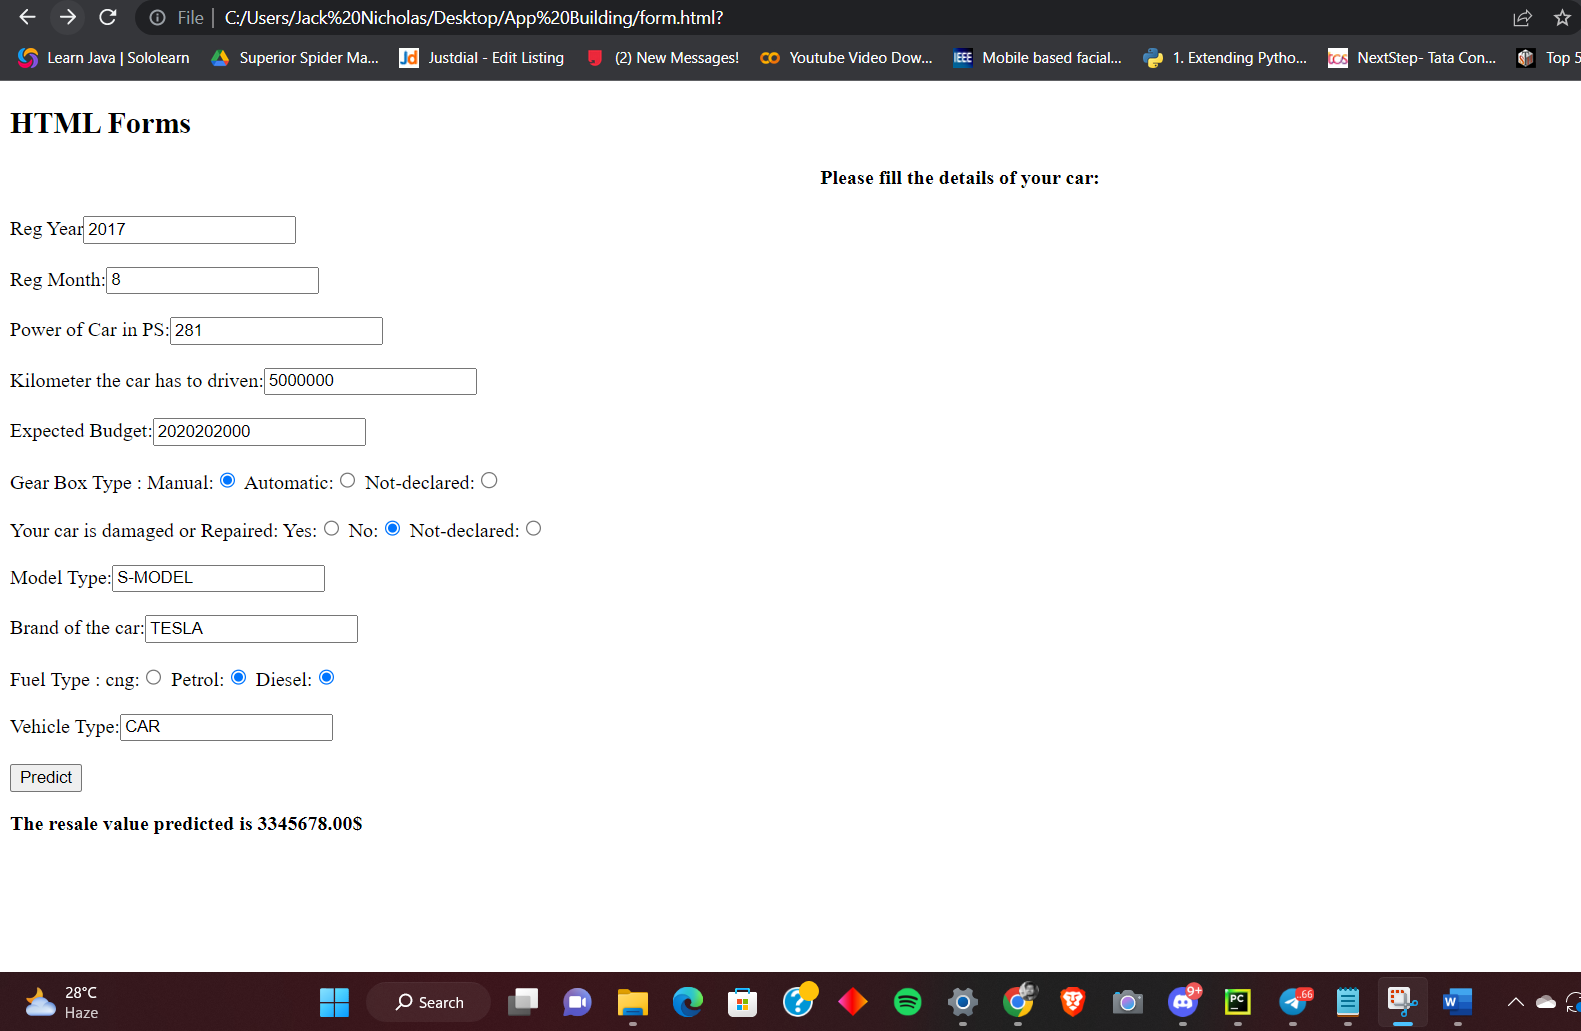 File | C:/Users/Jack%20Nicholas/Desktop/App%20Building/form.html?
Learn Java | Sololearn Superior Spider Ma... Jd Justdial - Edit Listing (2) New Messages! CO Youtube Video Dow... IEEE Mobile based facial... 1. Extending Pytho... tcs NextStep- Tata Con... Top 5
HTML Forms
Please fill the details of your car:
Reg Year 2017
Reg Month: 8
Power of Car in PS: 281
Kilometer the car has to driven: 5000000
Expected Budget: 2020202000
Gear Box Type : Manual: Automatic: Not-declared:
Your car is damaged or Repaired: Yes: No: Not-declared:
Model Type: S-MODEL
Brand of the car: TESLA
Fuel Type : cng: Petrol: Diesel:
Vehicle Type: CAR
Predict
The resale value predicted is 3345678.00$
28°C
Haze
Search
?
9+
PC
..66
W